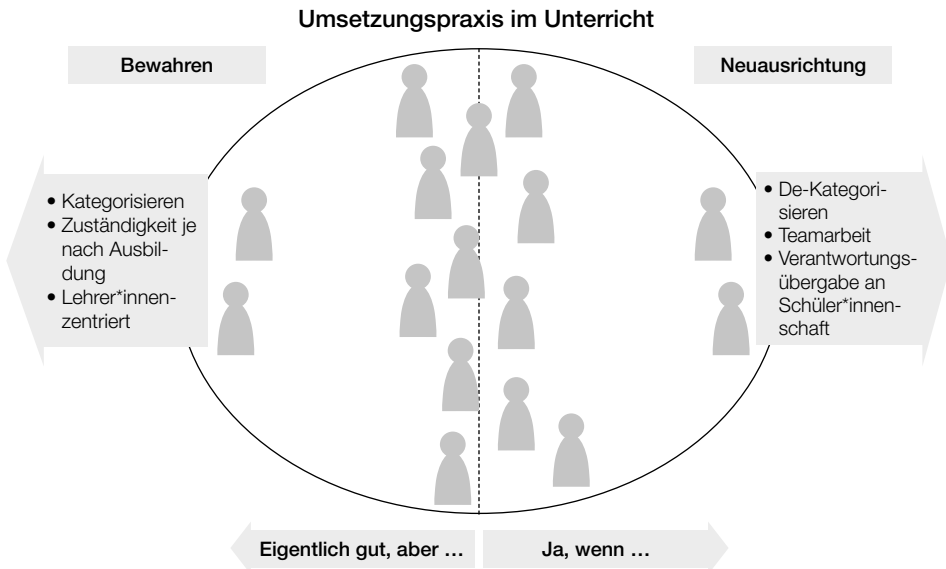 Umsetzungspraxis im Unterricht
Bewahren
Neuausrichtung
• Kategorisieren
• Zuständigkeit je
nach Ausbil-
dung
• Lehrer*innen-
zentriert
• De-Kategori-
sieren
• Teamarbeit
• Verantwortungs-
übergabe an
Schüler*innen-
schaft
Eigentlich gut, aber ...
Ja, wenn ...